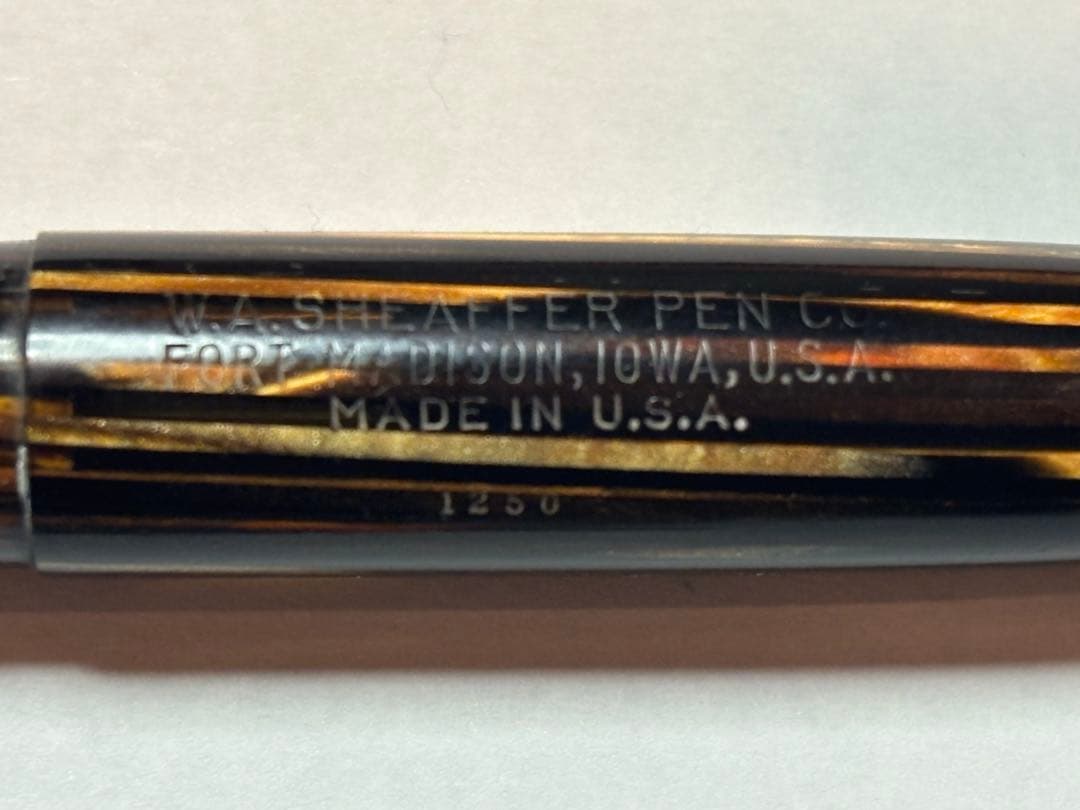 W.A. SHEAFFER PEN CO.
FORT MADISON, IOWA, U.S.A.
MADE IN U.S.A.
1250